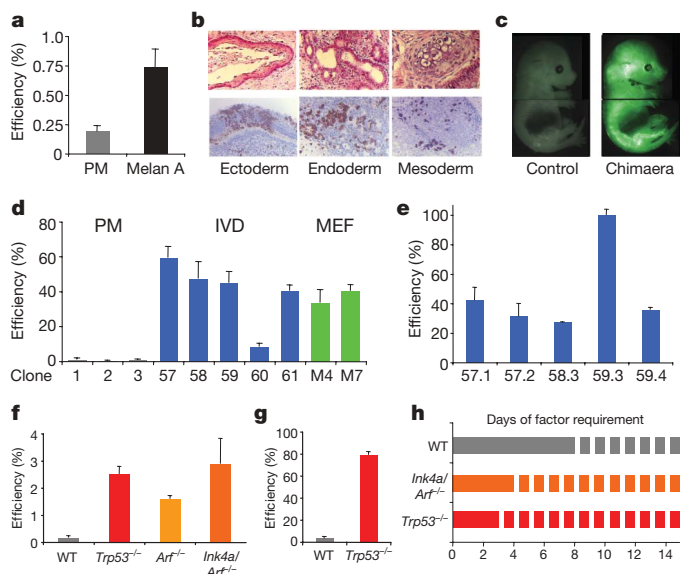 a
Efficiency (%)
1.00
0.75
0.50
0.25
0
PM Melan A
b
Ectoderm Endoderm Mesoderm
c
Control Chimaera
d
PM IVD MEF
Efficiency (%)
80
60
40
20
0
Clone 1 2 3 57 58 59 60 61 M4 M7
e
Efficiency (%)
100
80
60
40
20
0
57.1 57.2 58.3 59.3 59.4
f
Efficiency (%)
4
3
2
1
0
WT Trp53−/− Arf−/− Ink4a/
Arf−/−
g
Efficiency (%)
100
80
60
40
20
0
WT Trp53−/−
h
Days of factor requirement
WT
Ink4a/
Arf−/−
Trp53−/−
0 2 4 6 8 10 12 14